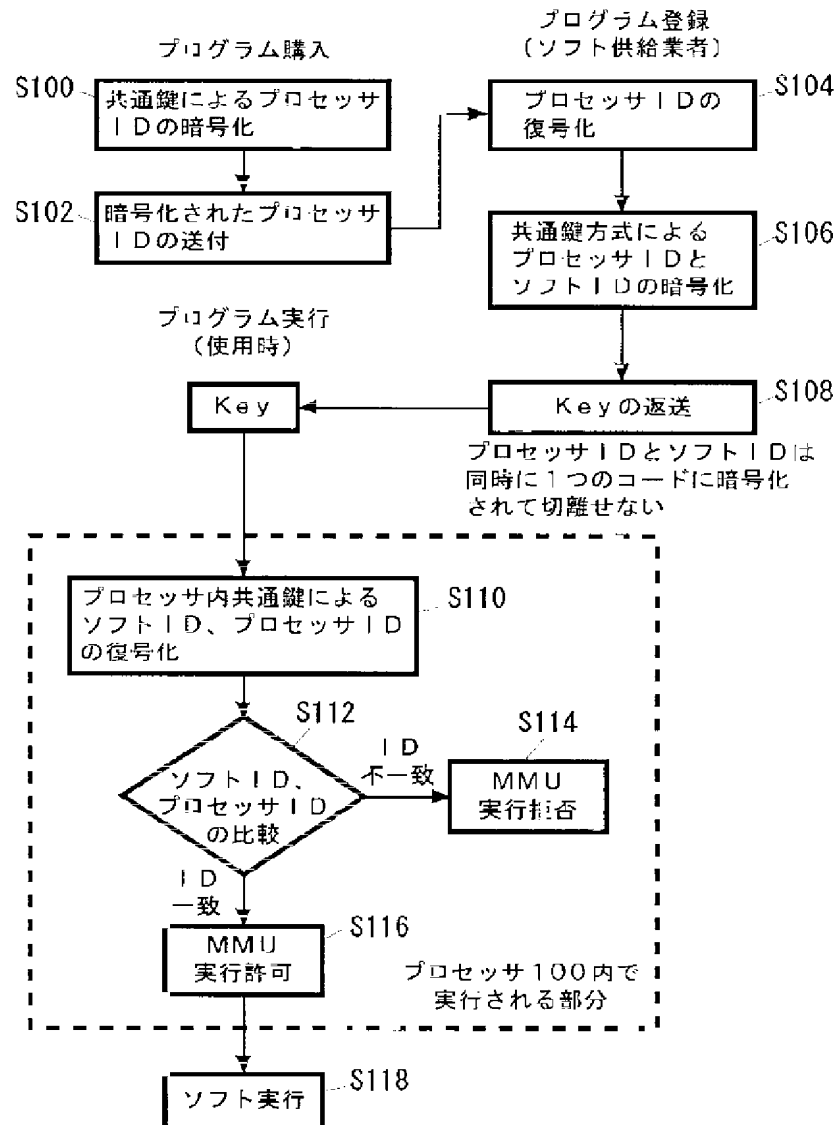 プログラム購入
S100
共通鍵によるプロセッサ
IDの暗号化
S102
暗号化されたプロセッサ
IDの送付
プログラム登録
(ソフト供給業者)
S104
プロセッサIDの
復号化
S106
共通鍵方式による
プロセッサIDと
ソフトIDの暗号化
S108
Keyの返送
プロセッサIDとソフトIDは
同時に1つのコードに暗号化
されて切離せない
プログラム実行
(使用時)
Key
S110
プロセッサ内共通鍵による
ソフトID、プロセッサID
の復号化
S112
ソフトID、
プロセッサID
の比較
ID
不一致
S114
MMU
実行拒否
ID
一致
S116
MMU
実行許可
プロセッサ100内で
実行される部分
S118
ソフト実行